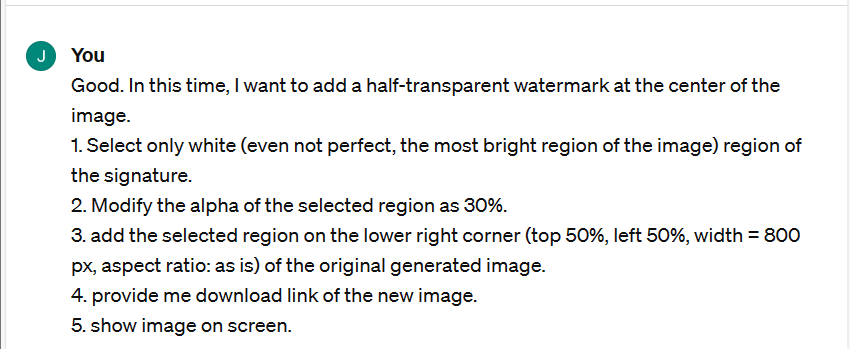 J
You
Good. In this time, I want to add a half-transparent watermark at the center of the
image.
1. Select only white (even not perfect, the most bright region of the image) region of
the signature.
2. Modify the alpha of the selected region as 30%.
3. add the selected region on the lower right corner (top 50%, left 50%, width = 800
px, aspect ratio: as is) of the original generated image.
4. provide me download link of the new image.
5. show image on screen.